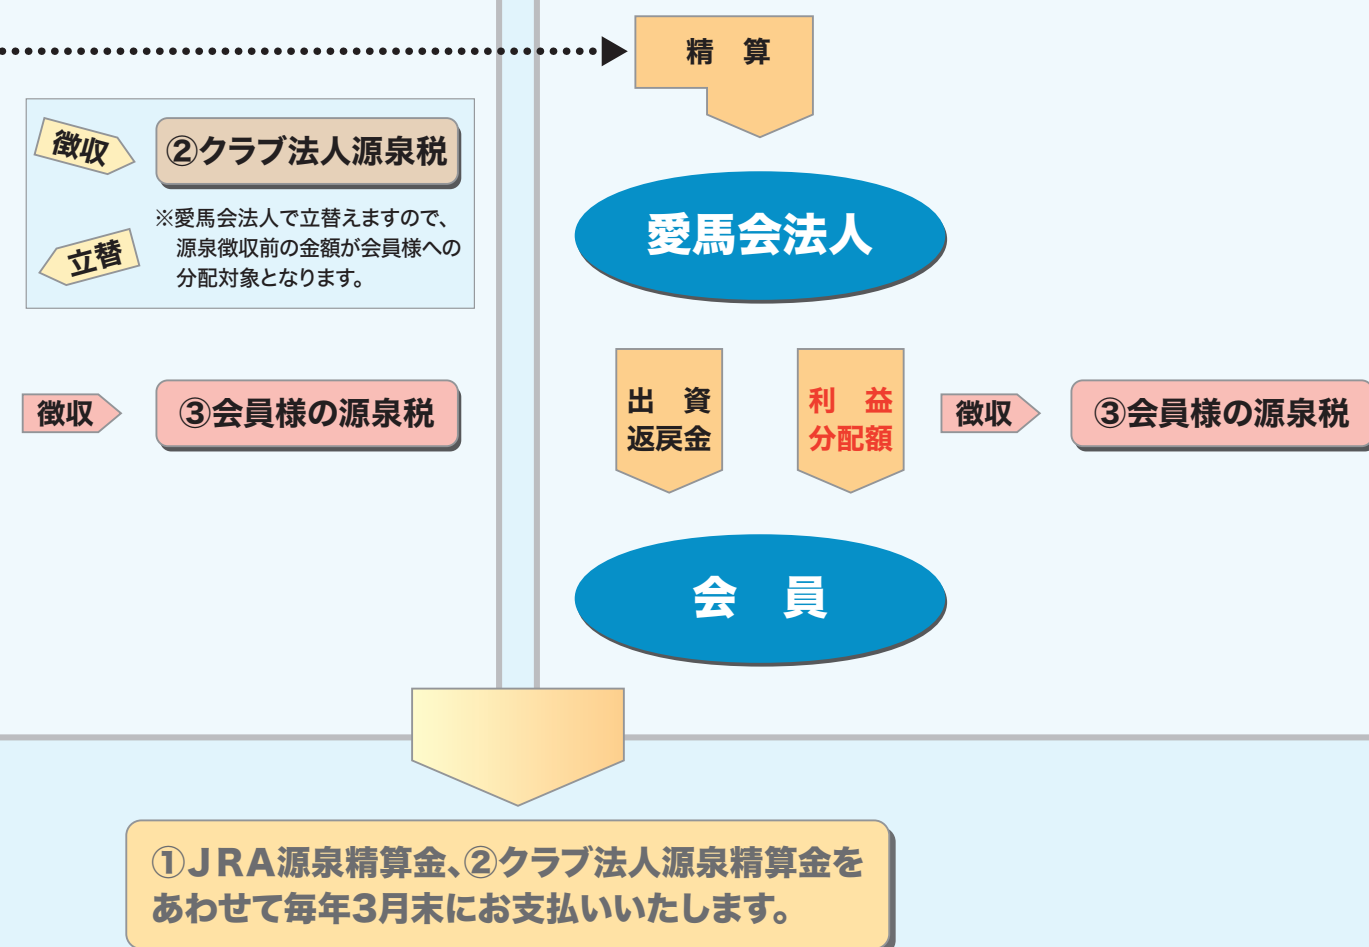 精　算
徴収
②クラブ法人源泉税
※愛馬会法人で立替えますので、
源泉徴収前の金額が会員様への
分配対象となります。
立替
愛馬会法人
徴収
③会員様の源泉税
出　資
返戻金
利　益
分配額
徴収
③会員様の源泉税
会　員
①JRA源泉精算金、②クラブ法人源泉精算金を
あわせて毎年3月末にお支払いいたします。